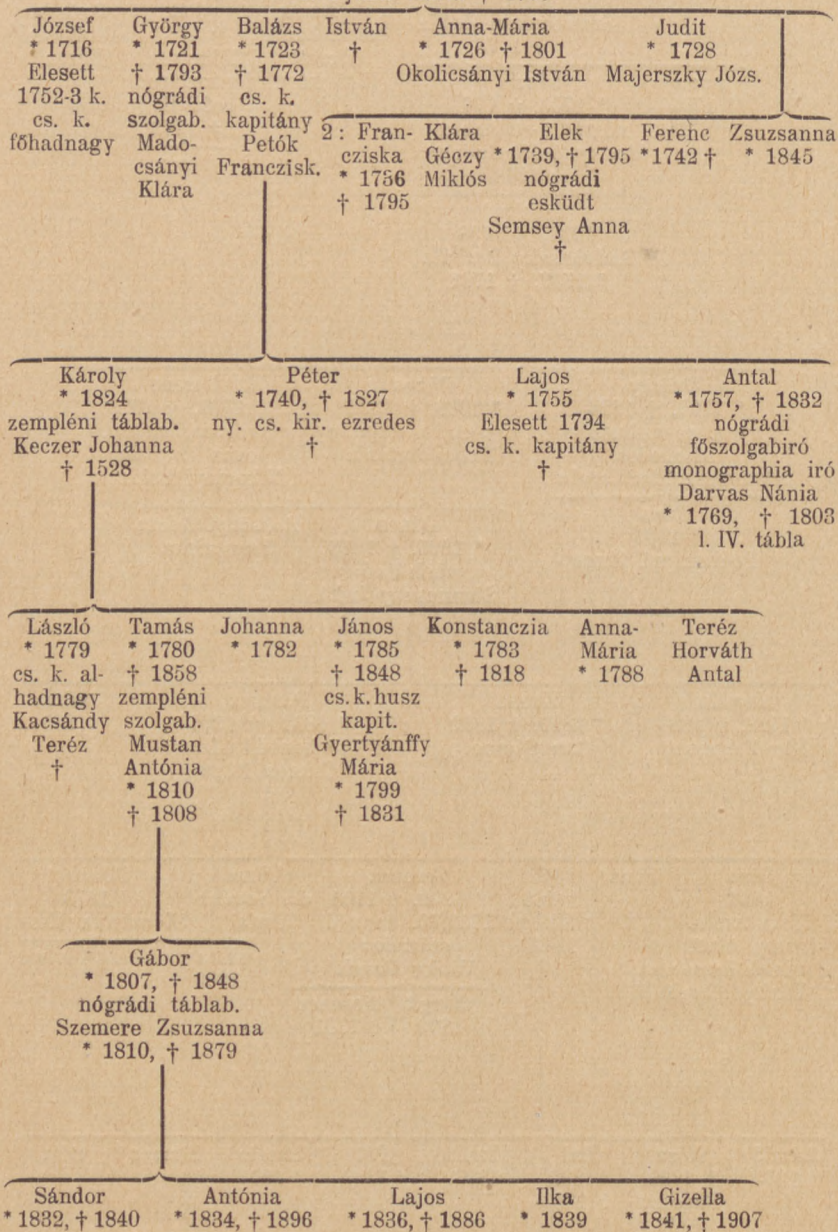 József
* 1716
Elesett
1752-3 k.
cs. k.
főhadnagy
György
* 1721
† 1793
nógrádi
szolgab.
Mado-
csányi
Klára
Balázs
* 1723
† 1772
cs. k.
kapitány
Petók
Franczisk.
István
†
Anna-Mária
* 1726 † 1801
Okolicsányi István
Judit
* 1728
Majerszky Józs.
2 : Fran-
cziska
* 1756
† 1795
Klára
Géczy
Miklós
Elek
* 1739, † 1795
nógrádi
esküdt
Semsey Anna
†
Ferenc
* 1742 †
Zsuzsanna
* 1845
Károly
* 1824
zempléni táblab.
Keczer Johanna
† 1528
Péter
* 1740, † 1827
ny. cs. kir. ezredes
†
Lajos
* 1755
Elesett 1794
cs. k. kapitány
†
Antal
* 1757, † 1832
nógrádi
főszolgabiró
monographia iró
Darvas Nánia
* 1769, † 1803
l. IV. tábla
László
* 1779
cs. k. al-
hadnagy
Kacsándy
Teréz
†
Tamás
* 1780
† 1858
zempléni
szolgab.
Mustan
Antónia
* 1810
† 1808
Johanna
* 1782
János
* 1785
† 1848
cs. k. husz
kapit.
Gyertyánffy
Mária
* 1799
† 1831
Konstanczia
* 1783
† 1818
Anna-
Mária
* 1788
Teréz
Horváth
Antal
Gábor
* 1807, † 1848
nógrádi táblab.
Szemere Zsuzsanna
* 1810, † 1879
Sándor
* 1832, † 1840
Antónia
* 1834, † 1896
Lajos
* 1836, † 1886
Ilka
* 1839
Gizella
* 1841, † 1907